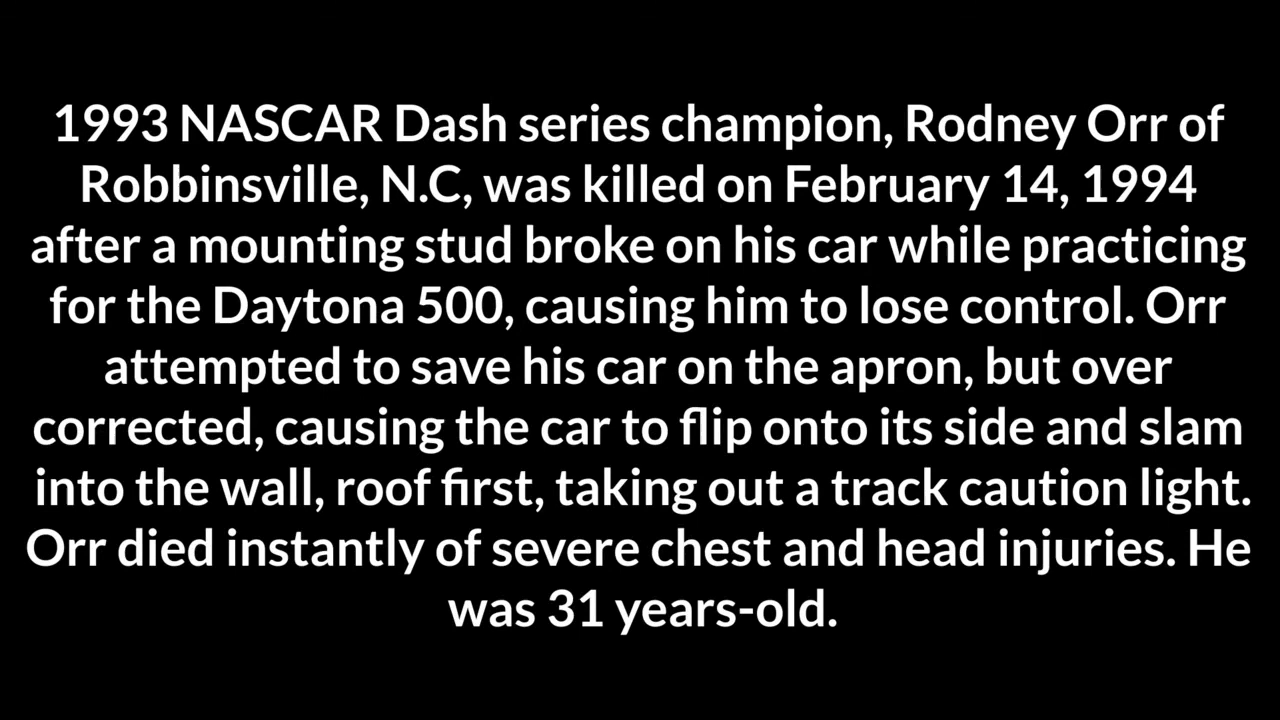 1993 NASCAR Dash series champion, Rodney Orr of
Robbinsville, N.C, was killed on February 14, 1994
after a mounting stud broke on his car while practicing
for the Daytona 500, causing him to lose control. Orr
attempted to save his car on the apron, but over
corrected, causing the car to flip onto its side and slam
into the wall, roof first, taking out a track caution light.
Orr died instantly of severe chest and head injuries. He
was 31 years-old.